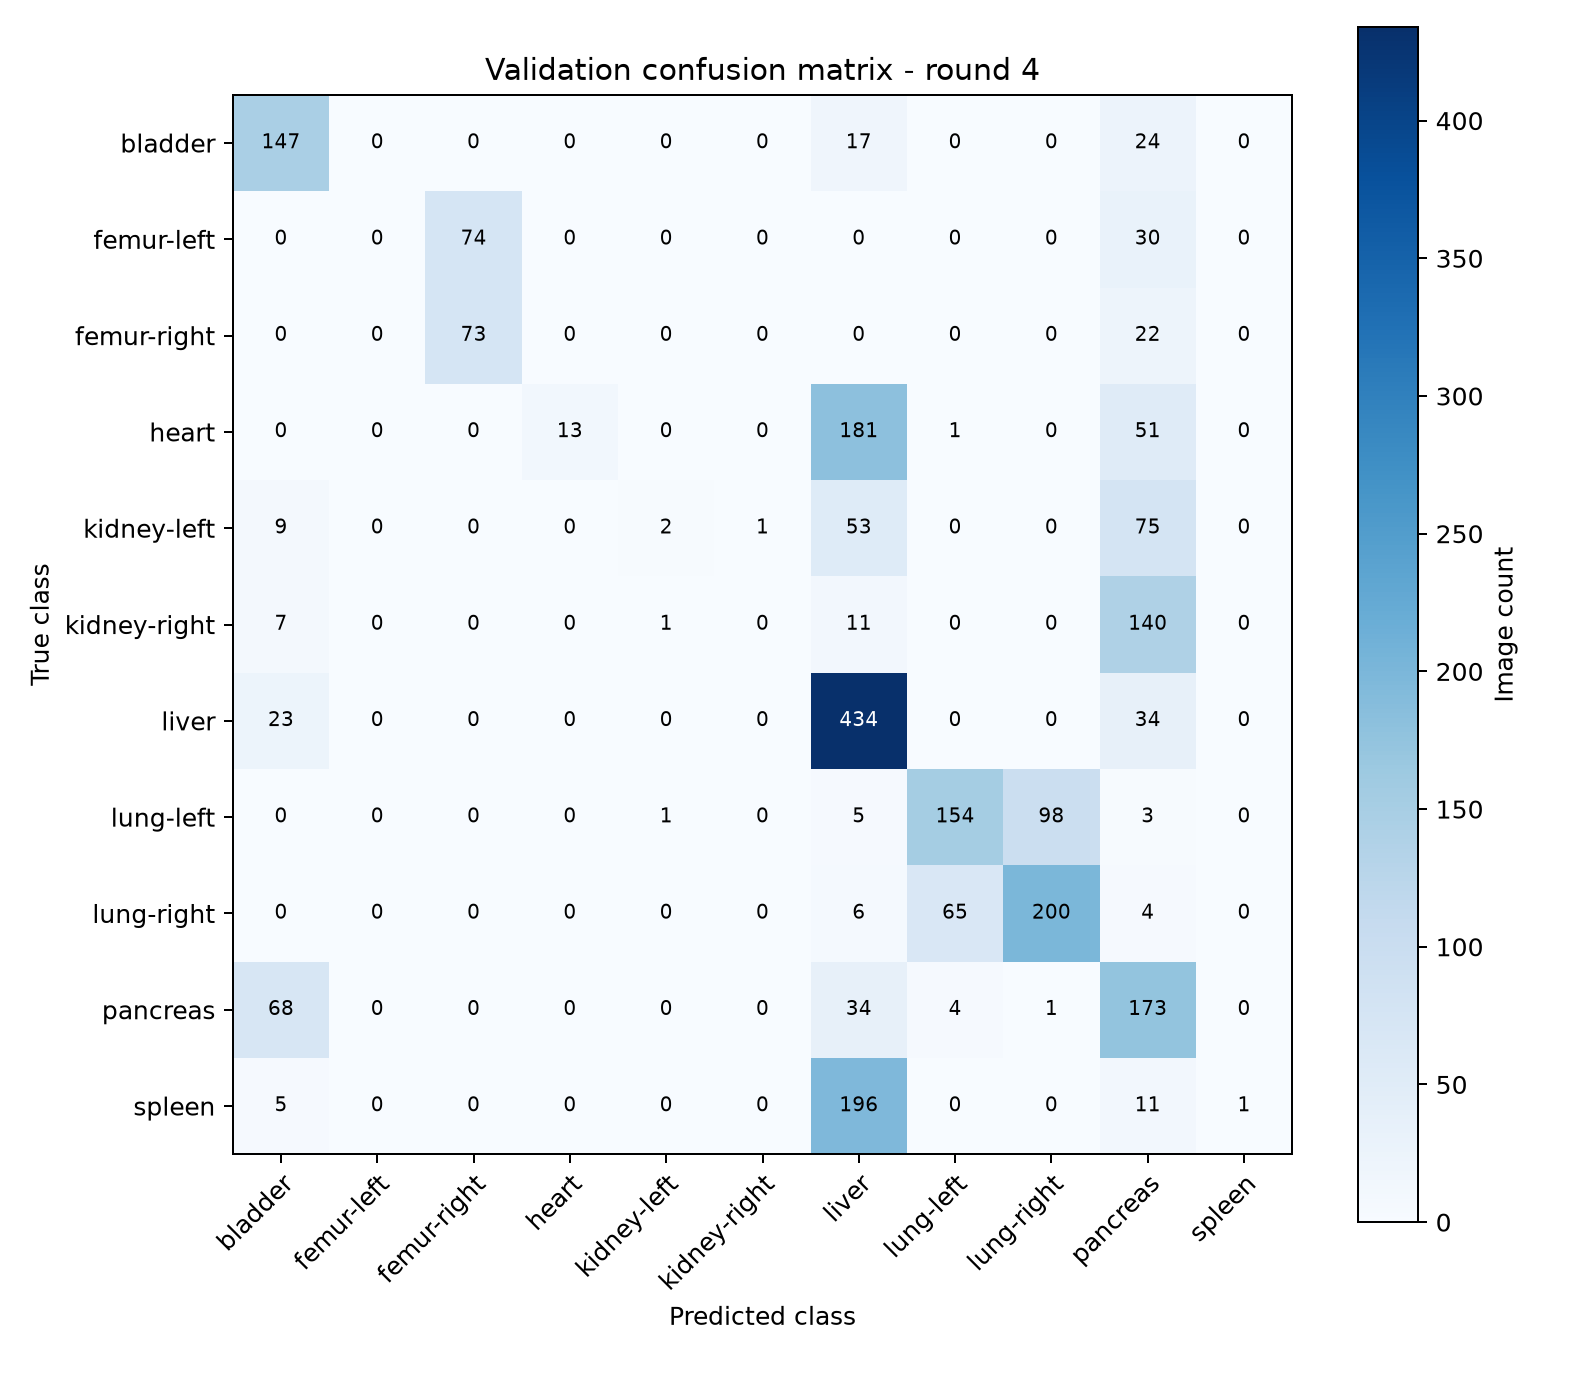 Validation confusion matrix - round 4
bladder 147 0 0 0 0 0 17 0 0 24 0
femur-left 0 0 74 0 0 0 0 0 0 30 0
femur-right 0 0 73 0 0 0 0 0 0 22 0
heart 0 0 0 13 0 0 181 1 0 51 0
kidney-left 9 0 0 0 2 1 53 0 0 75 0
kidney-right 7 0 0 0 1 0 11 0 0 140 0
liver 23 0 0 0 0 0 434 0 0 34 0
lung-left 0 0 0 0 1 0 5 154 98 3 0
lung-right 0 0 0 0 0 0 6 65 200 4 0
pancreas 68 0 0 0 0 0 34 4 1 173 0
spleen 5 0 0 0 0 0 196 0 0 11 1
True class
bladder femur-left femur-right heart kidney-left kidney-right liver lung-left lung-right pancreas spleen
Predicted class
400
350
300
250
200
150
100
50
0
Image count